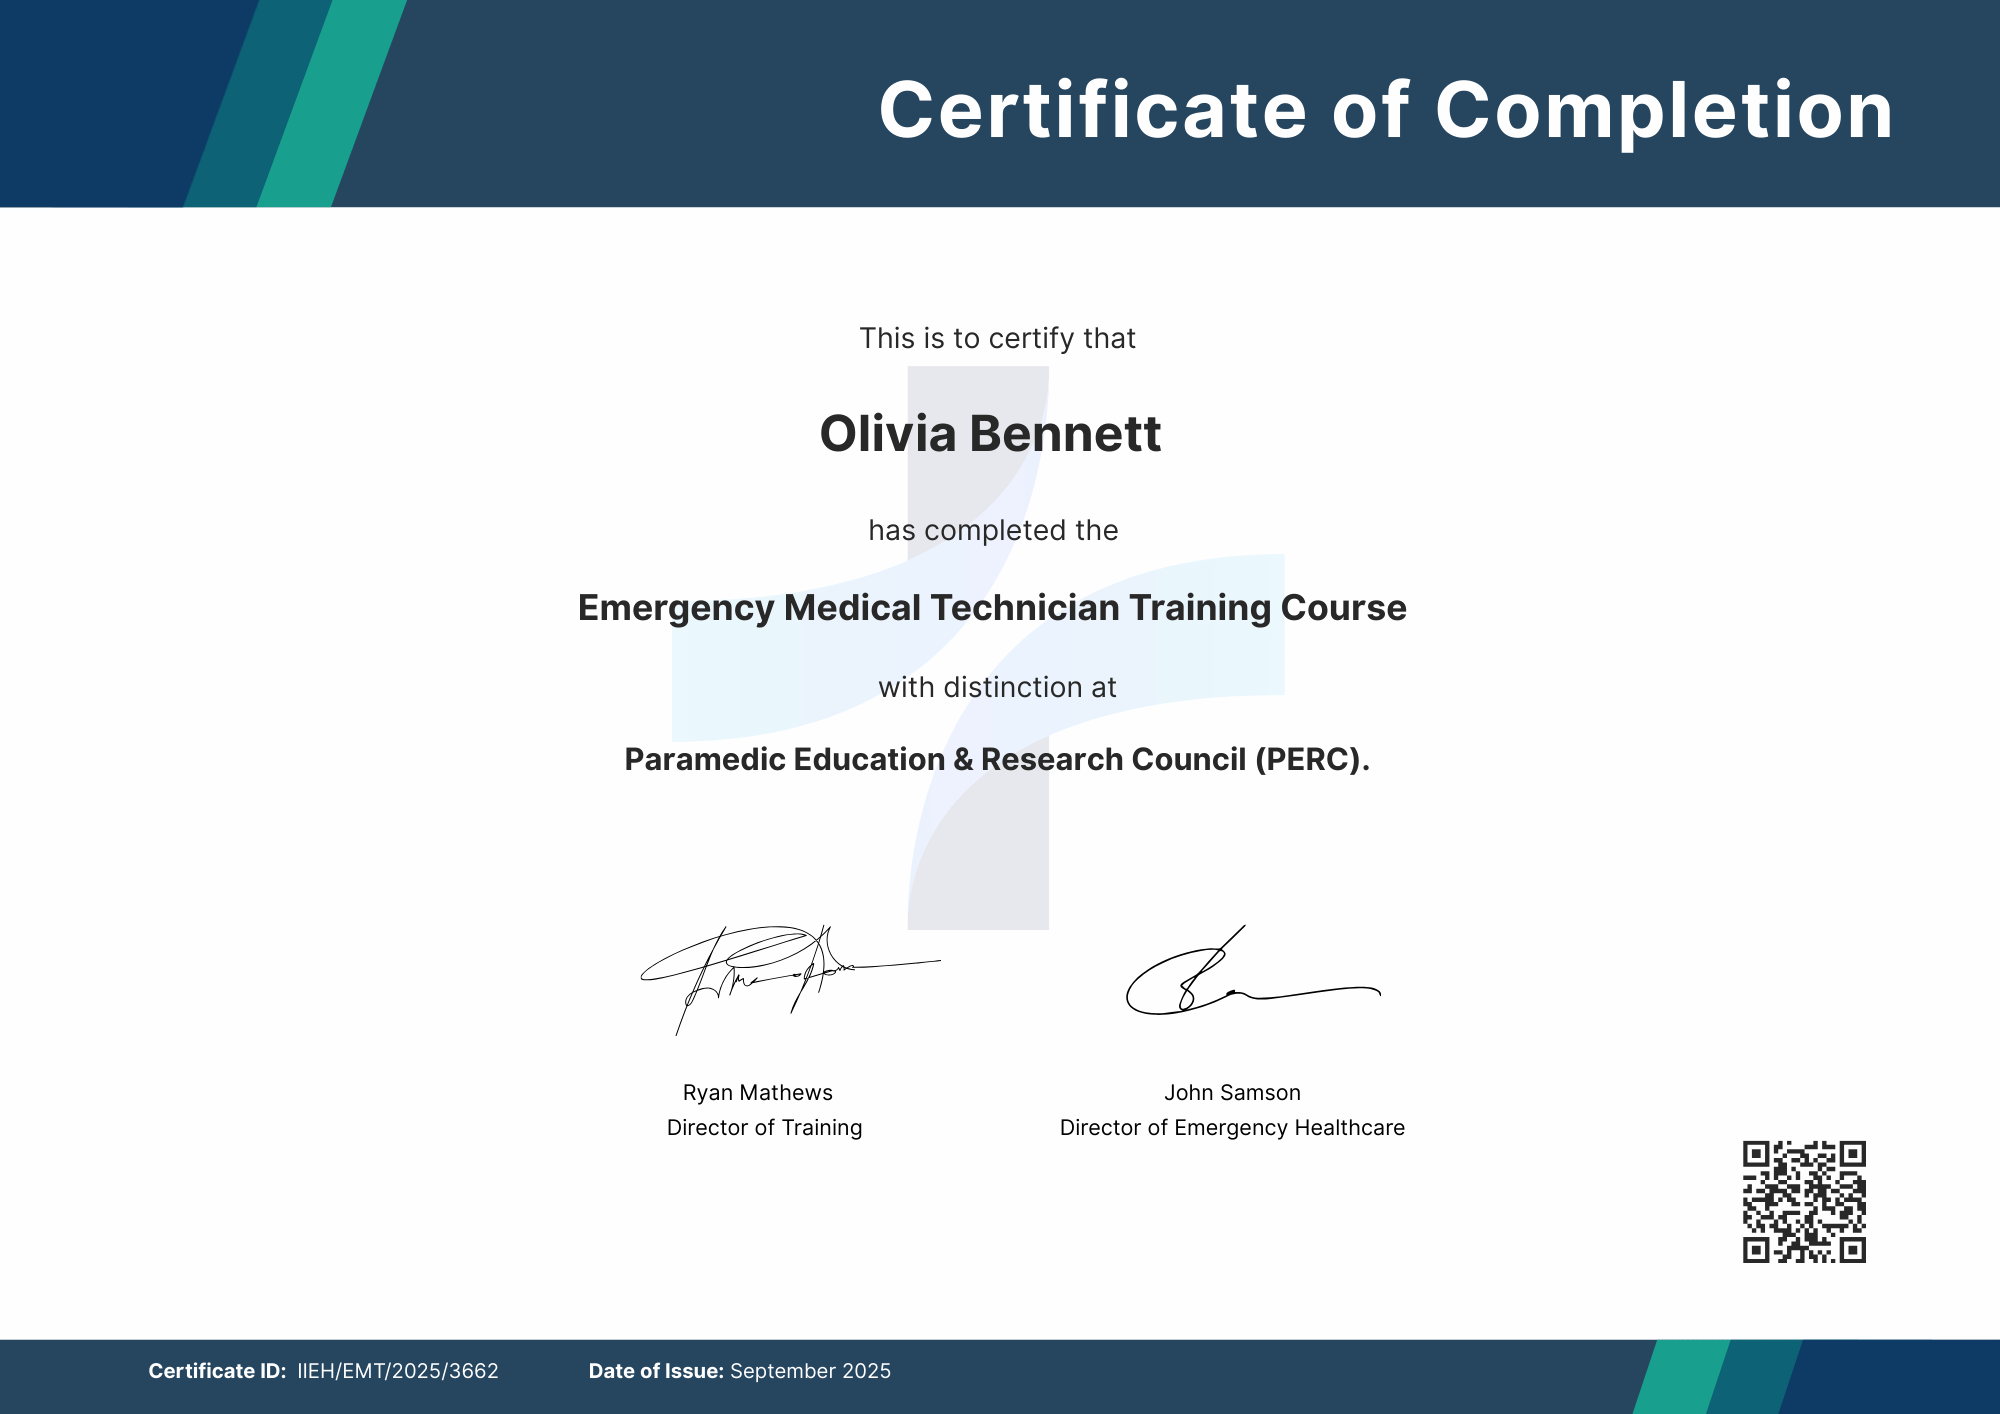 Certificate of Completion
This is to certify that
Olivia Bennett
has completed the
Emergency Medical Technician Training Course
with distinction at
Paramedic Education & Research Council (PERC).
Ryan Mathews
Director of Training
John Samson
Director of Emergency Healthcare
Certificate ID: IIEH/EMT/2025/3662
Date of Issue: September 2025